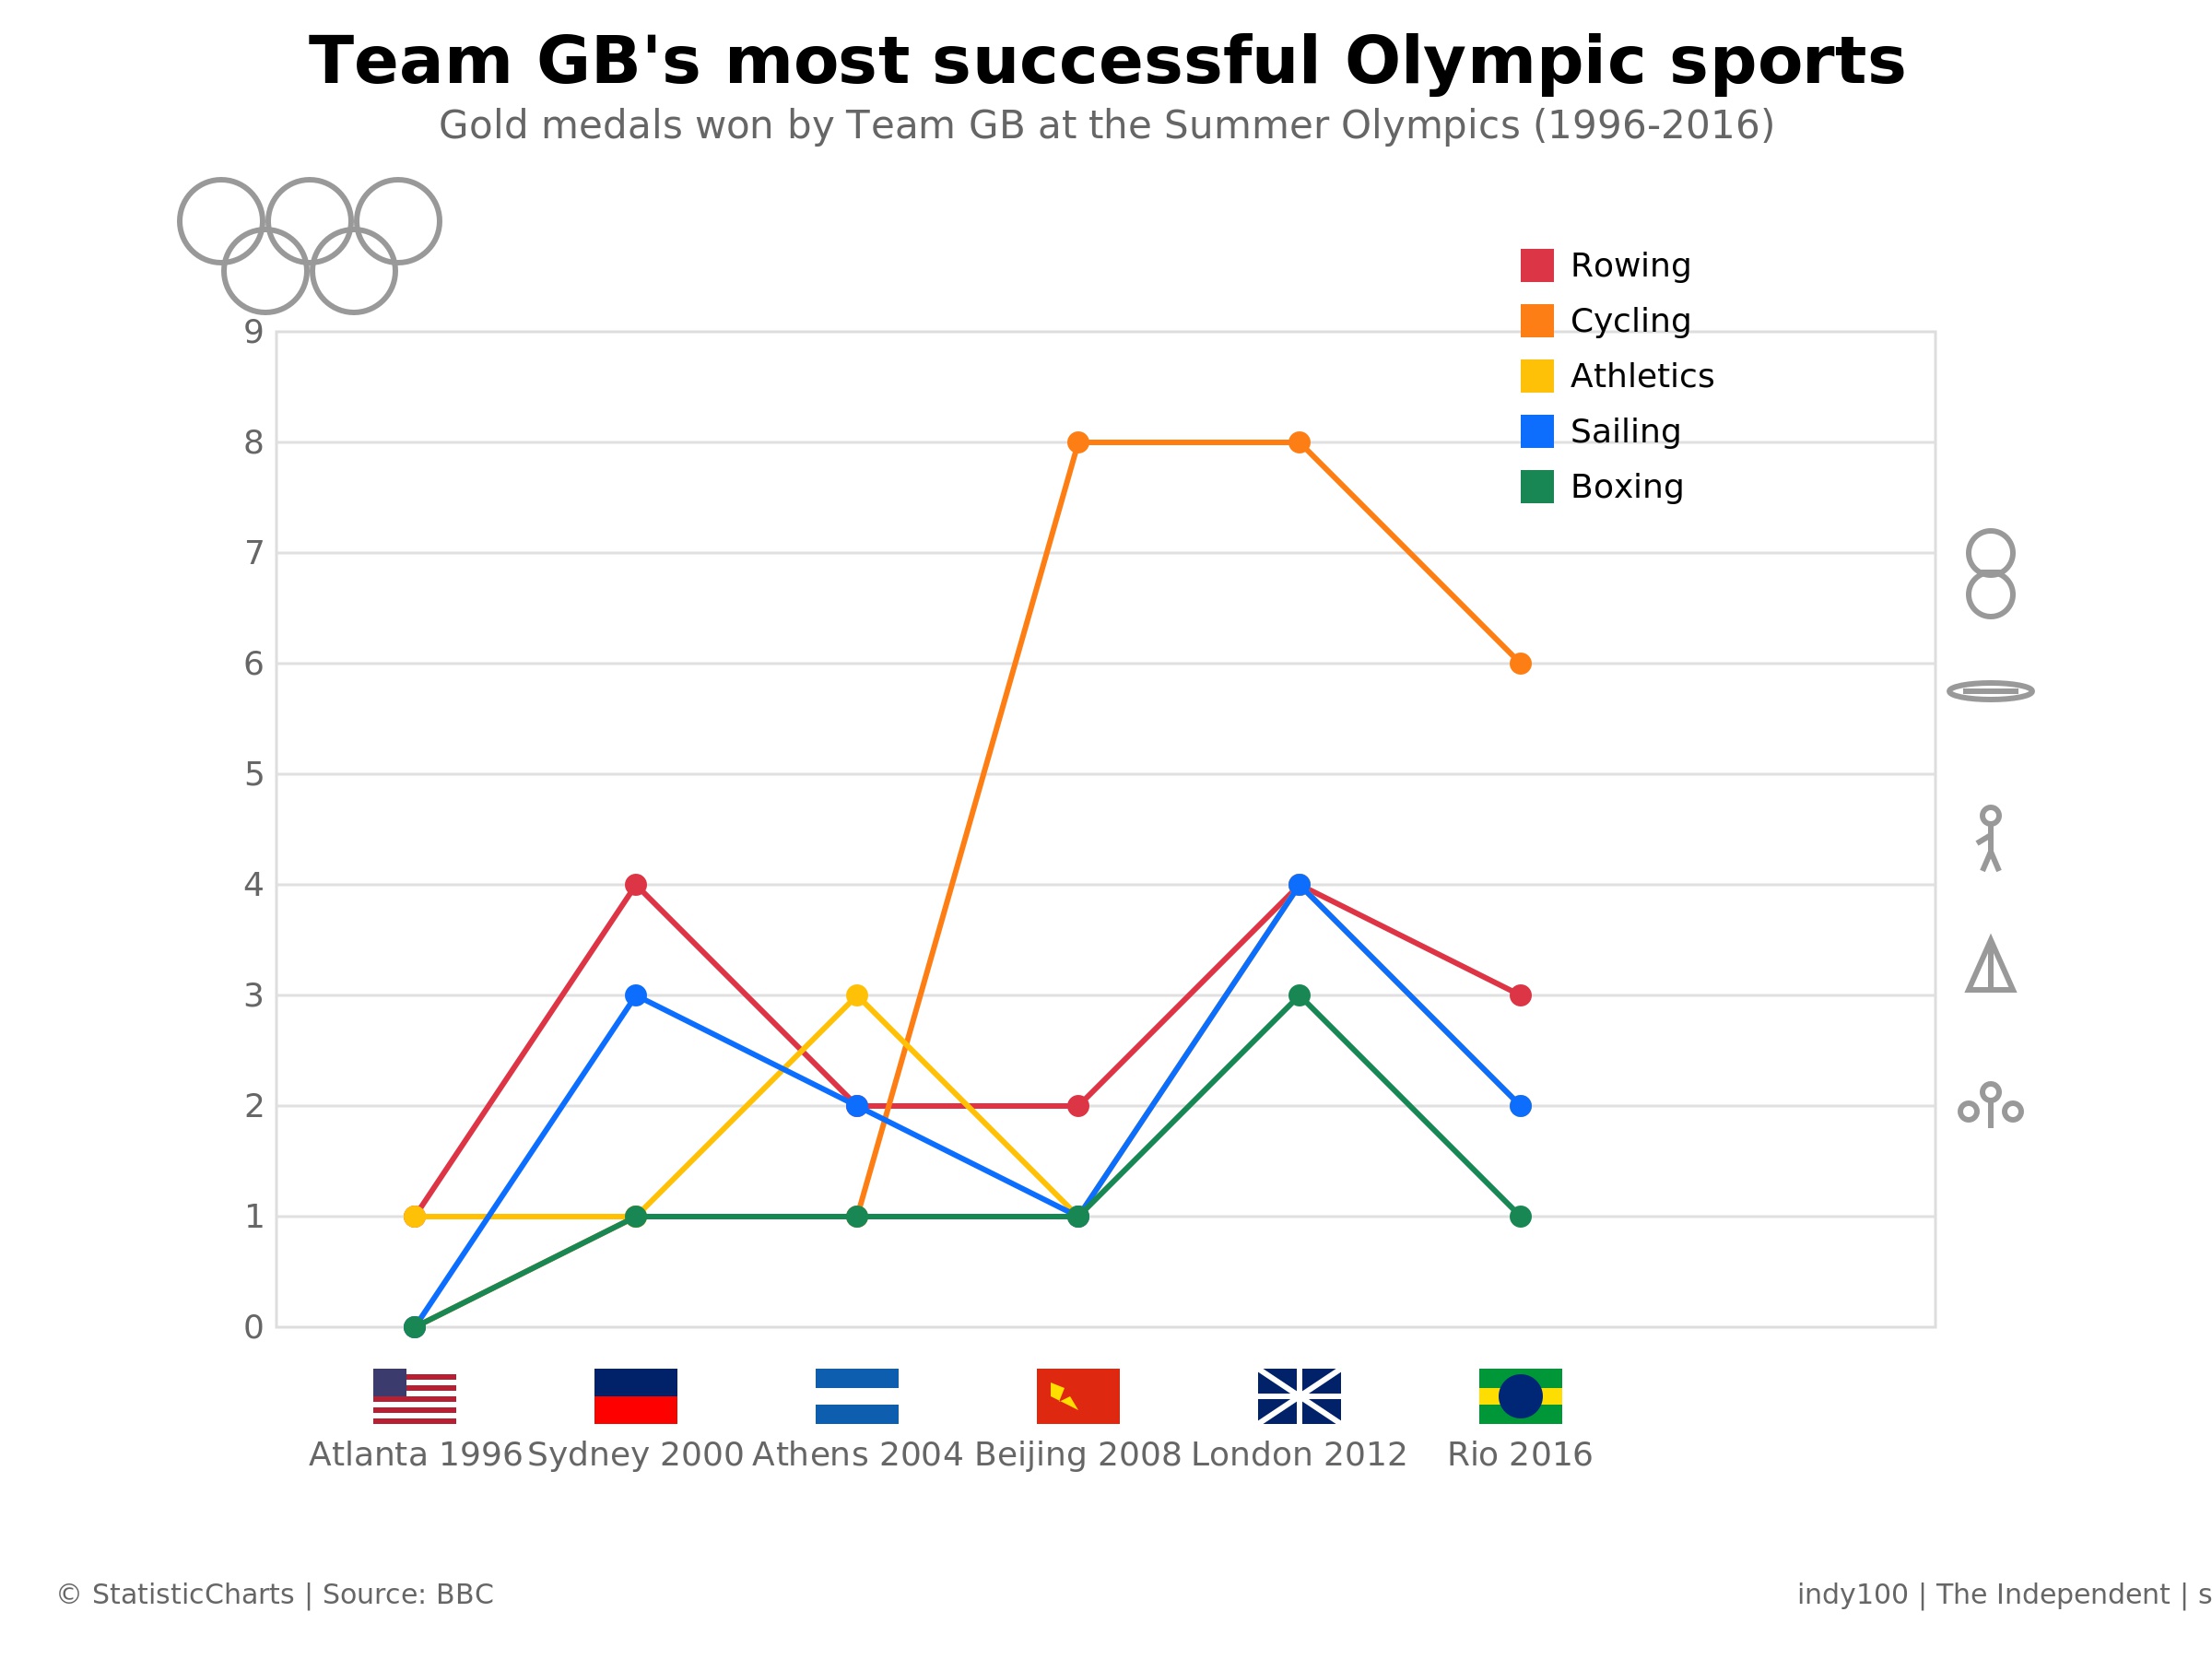 Team GB's most successful Olympic sports
Gold medals won by Team GB at the Summer Olympics (1996-2016)
Rowing
Cycling
Athletics
Sailing
Boxing
9
8
7
6
5
4
3
2
1
0
Atlanta 1996
Sydney 2000
Athens 2004
Beijing 2008
London 2012
Rio 2016
© StatisticCharts | Source: BBC
indy100 | The Independent | s